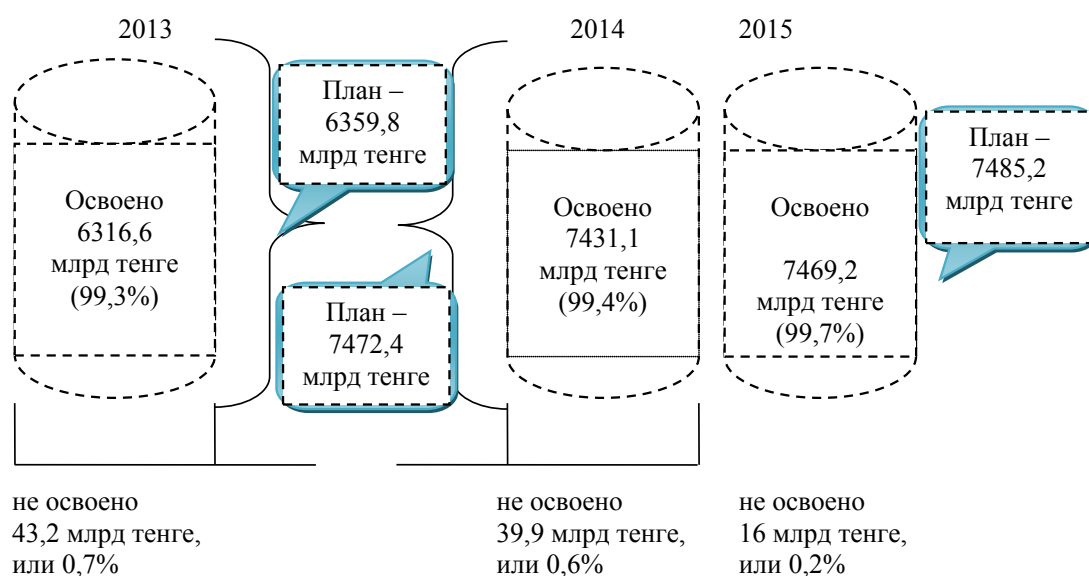 2013
2014
2015
План –
6359,8
млрд тенге
План –
7485,2
млрд тенге
Освоено
6316,6
млрд тенге
(99,3%)
Освоено
7431,1
млрд тенге
(99,4%)
Освоено
7469,2
млрд тенге
(99,7%)
План –
7472,4
млрд тенге
не освоено
43,2 млрд тенге,
или 0,7%
не освоено
39,9 млрд тенге,
или 0,6%
не освоено
16 млрд тенге,
или 0,2%